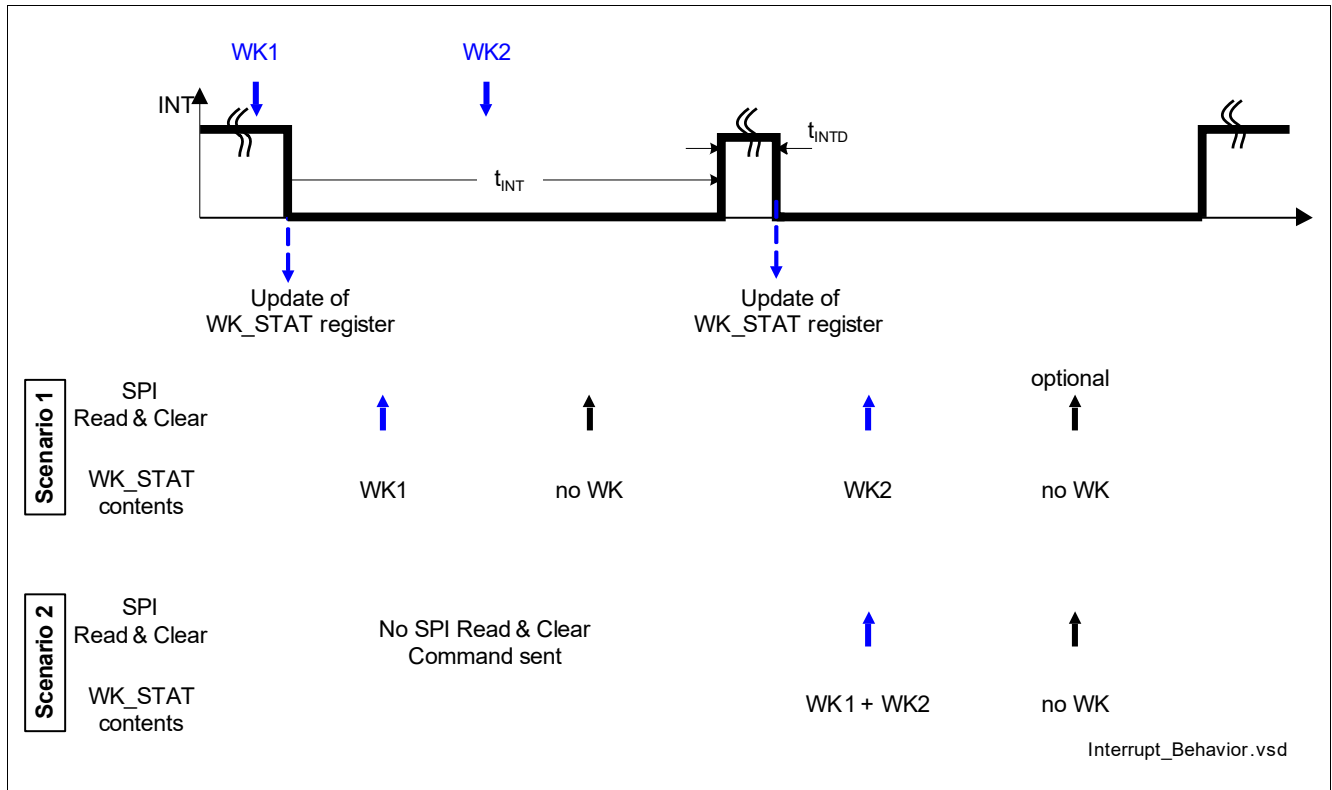 WK1
WK2
INT
tINTD
tINT
Update of
WK_STAT register
Update of
WK_STAT register
Scenario 1
SPI
Read & Clear
optional
WK_STAT
contents
WK1
no WK
WK2
no WK
Scenario 2
SPI
Read & Clear
No SPI Read & Clear
Command sent
WK_STAT
contents
WK1 + WK2
no WK
Interrupt_Behavior.vsd